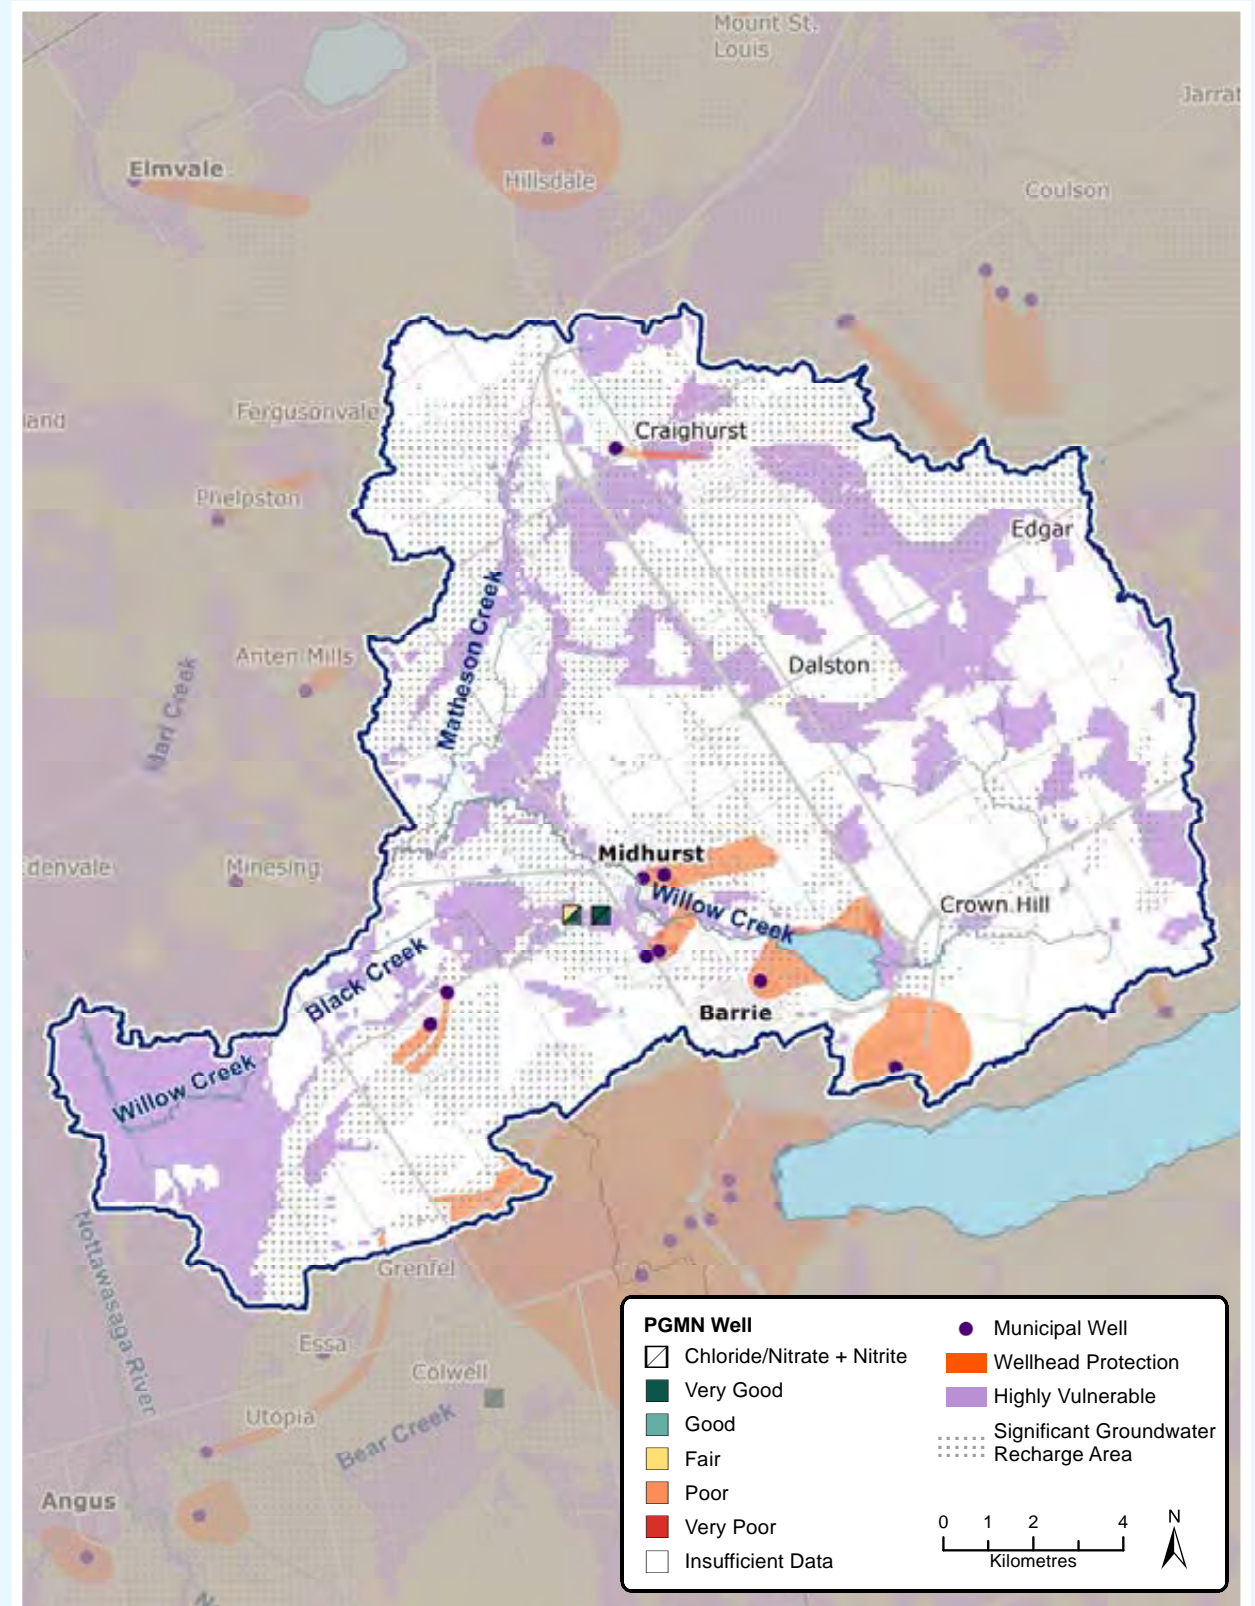 Mount St.
Louis
Jarrat
Elmvale
Hillsdale
Coulson
Fergusonvale
land
Craighurst
Phelpston
Edgar
Matheson Creek
Anten Mills
Dalston
Marl Creek
Midhurst
Edenvale
Minesing
Willow Creek
Crown Hill
Black Creek
Barrie
Willow Creek
Nottawasaga River
Grenfel
Essa
Colwell
Utopia
Bear Creek
Angus
N
PGMN Well
Chloride/Nitrate + Nitrite
Very Good
Good
Fair
Poor
Very Poor
Insufficient Data
Municipal Well
Wellhead Protection
Highly Vulnerable
Significant Groundwater
Recharge Area
0 1 2 4
Kilometres
N